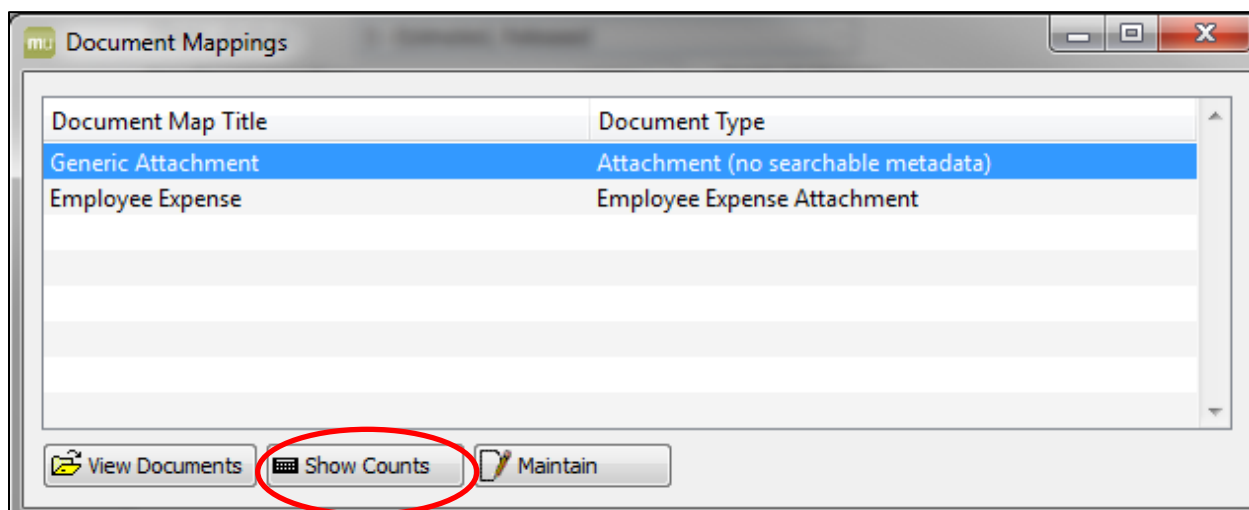 mu Document Mappings
Document Map Title Document Type
Generic Attachment Attachment (no searchable metadata)
Employee Expense Employee Expense Attachment
View Documents Show Counts Maintain